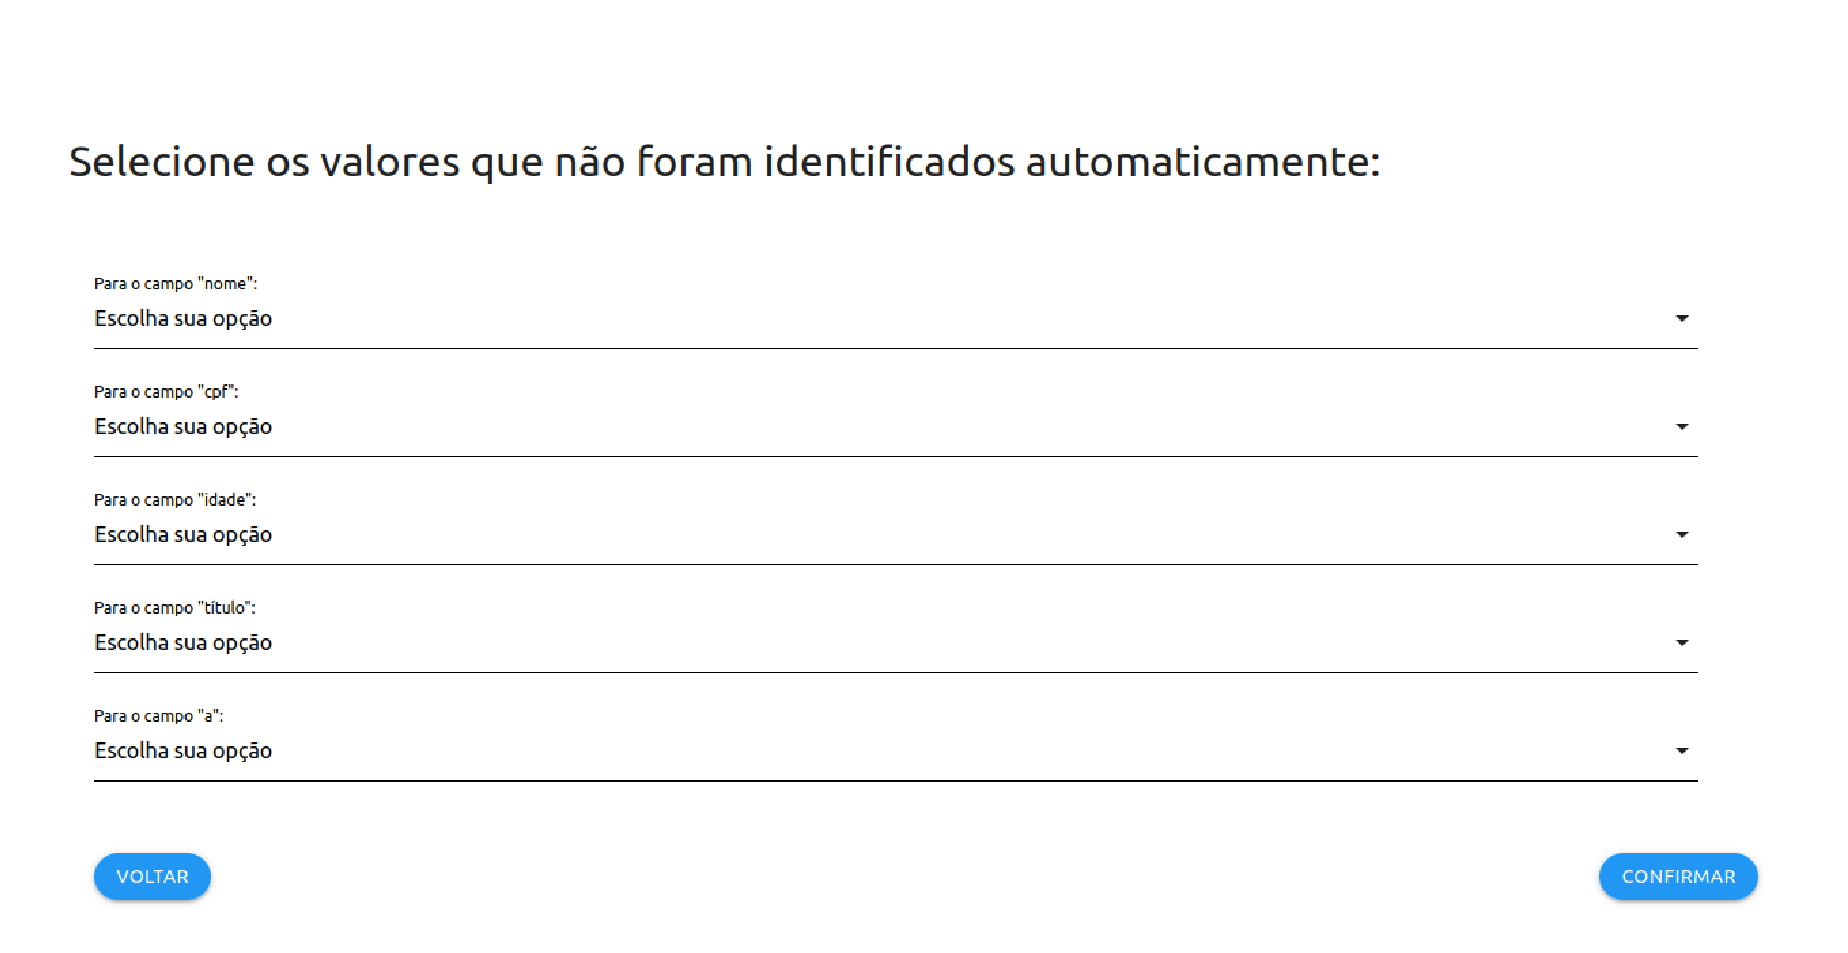 Selecione os valores que não foram identificados automaticamente:
Para o campo "nome":
Escolha sua opção
Para o campo "cpf":
Escolha sua opção
Para o campo "idade":
Escolha sua opção
Para o campo "título":
Escolha sua opção
Para o campo "a":
Escolha sua opção
VOLTAR
CONFIRMAR